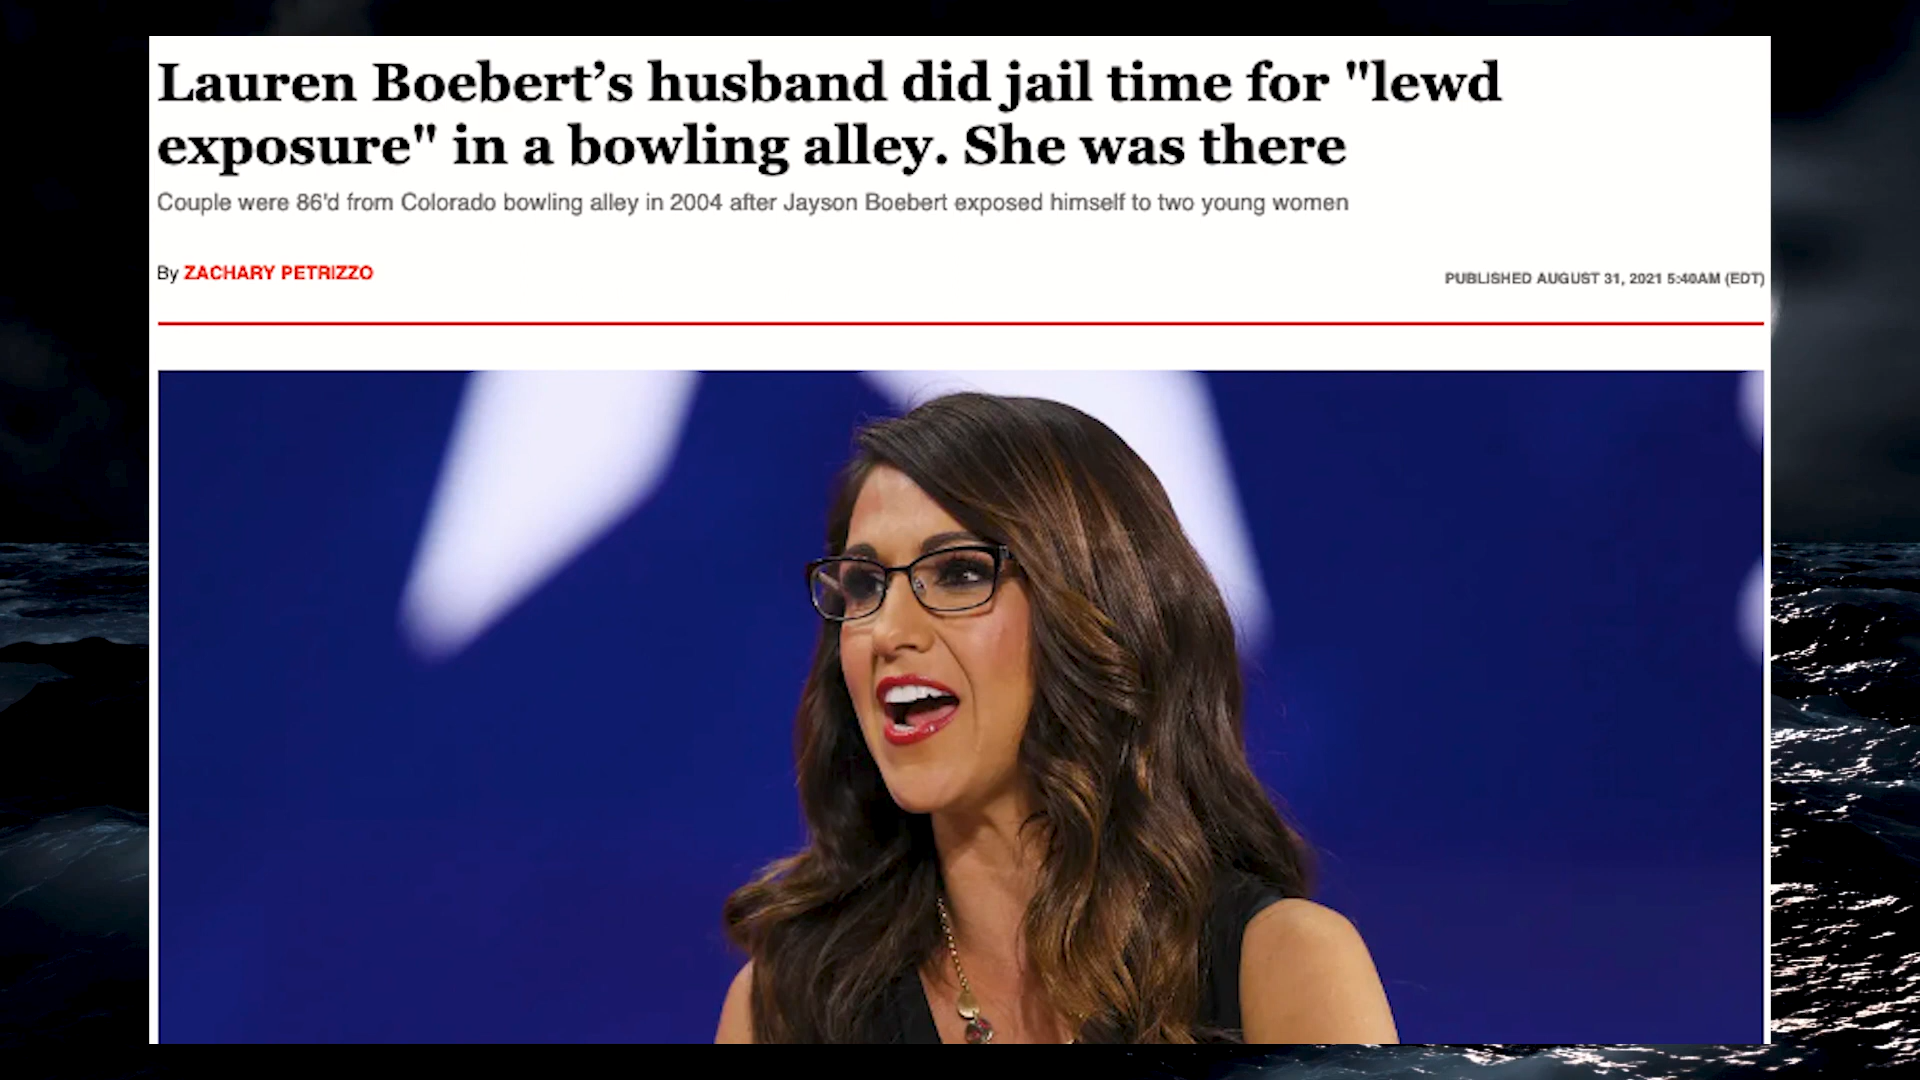 Lauren Boebert’s husband did jail time for "lewd
exposure" in a bowling alley. She was there
Couple were 86'd from Colorado bowling alley in 2004 after Jayson Boebert exposed himself to two young women
By ZACHARY PETRIZZO
PUBLISHED AUGUST 31, 2021 5:40AM (EDT)